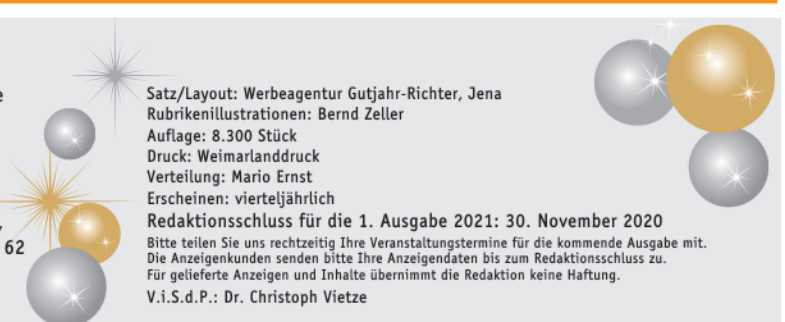 e
Satz/Layout: Werbeagentur Gutjahr-Richter, Jena
Rubrikenillustrationen: Bernd Zeller
Auflage: 8.300 Stück
Druck: Weimarlanddruck
Verteilung: Mario Ernst
Erscheinen: vierteljährlich
Redaktionsschluss für die 1. Ausgabe 2021: 30. November 2020
62
Bitte teilen Sie uns rechtzeitig Ihre Veranstaltungstermine für die kommende Ausgabe mit.
Die Anzeigenkunden senden bitte Ihre Anzeigendaten bis zum Redaktionsschluss zu.
Für gelieferte Anzeigen und Inhalte übernimmt die Redaktion keine Haftung.
V.i.S.d.P.: Dr. Christoph Vietze